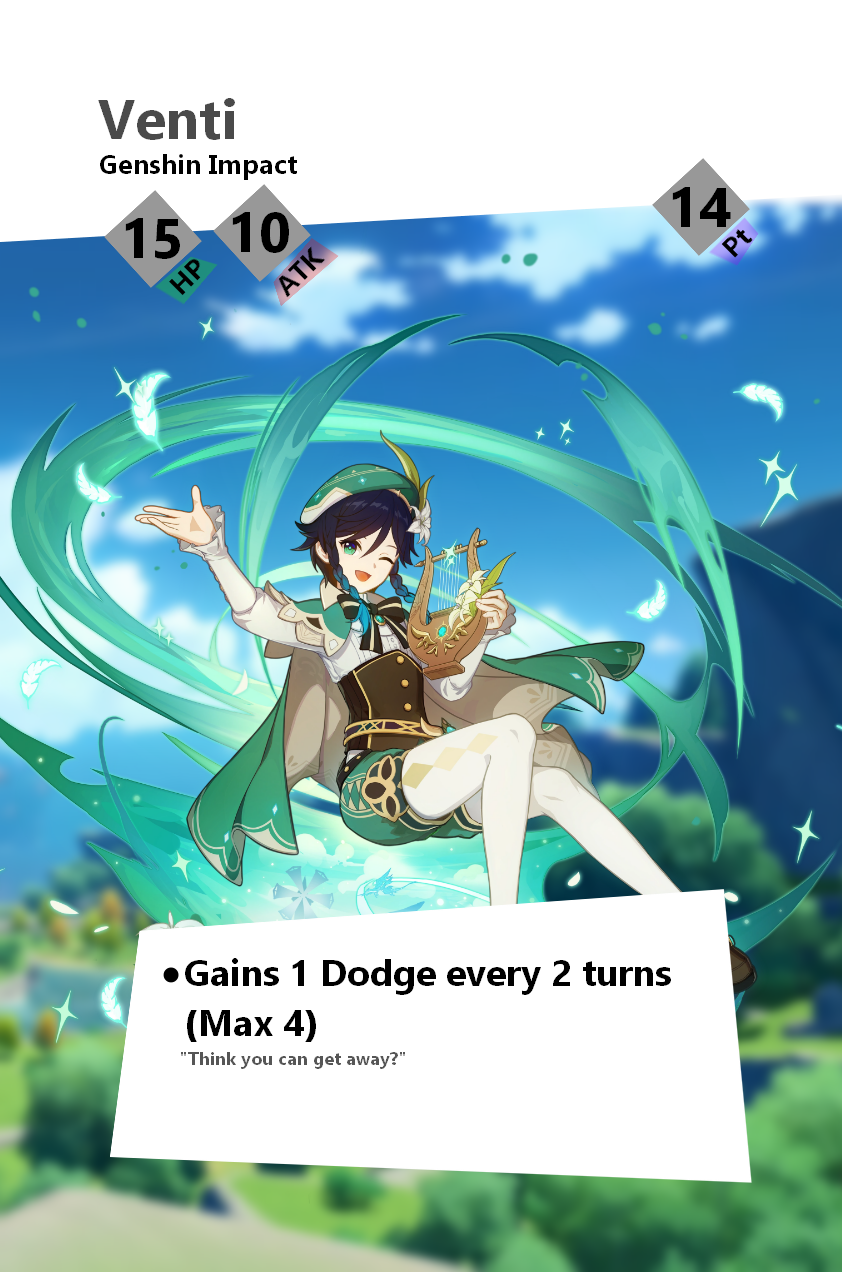 Venti
Genshin Impact
15
HP
10
ATK
14
Pt
●Gains 1 Dodge every 2 turns
(Max 4)
"Think you can get away?"